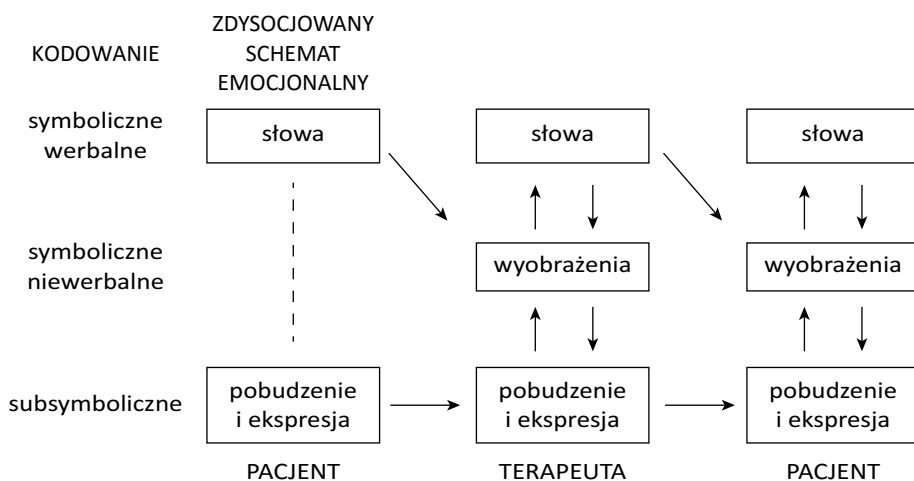 ZDYSOCJOWANY
KODOWANIE SCHEMAT
EMOCJONALNY
symboliczne
werbalne
słowa słowa słowa
symboliczne
niewerbalne
wyobrażenia wyobrażenia
subsymboliczne
pobudzenie
i ekspresja
pobudzenie
i ekspresja
pobudzenie
i ekspresja
PACJENT TERAPEUTA PACJENT